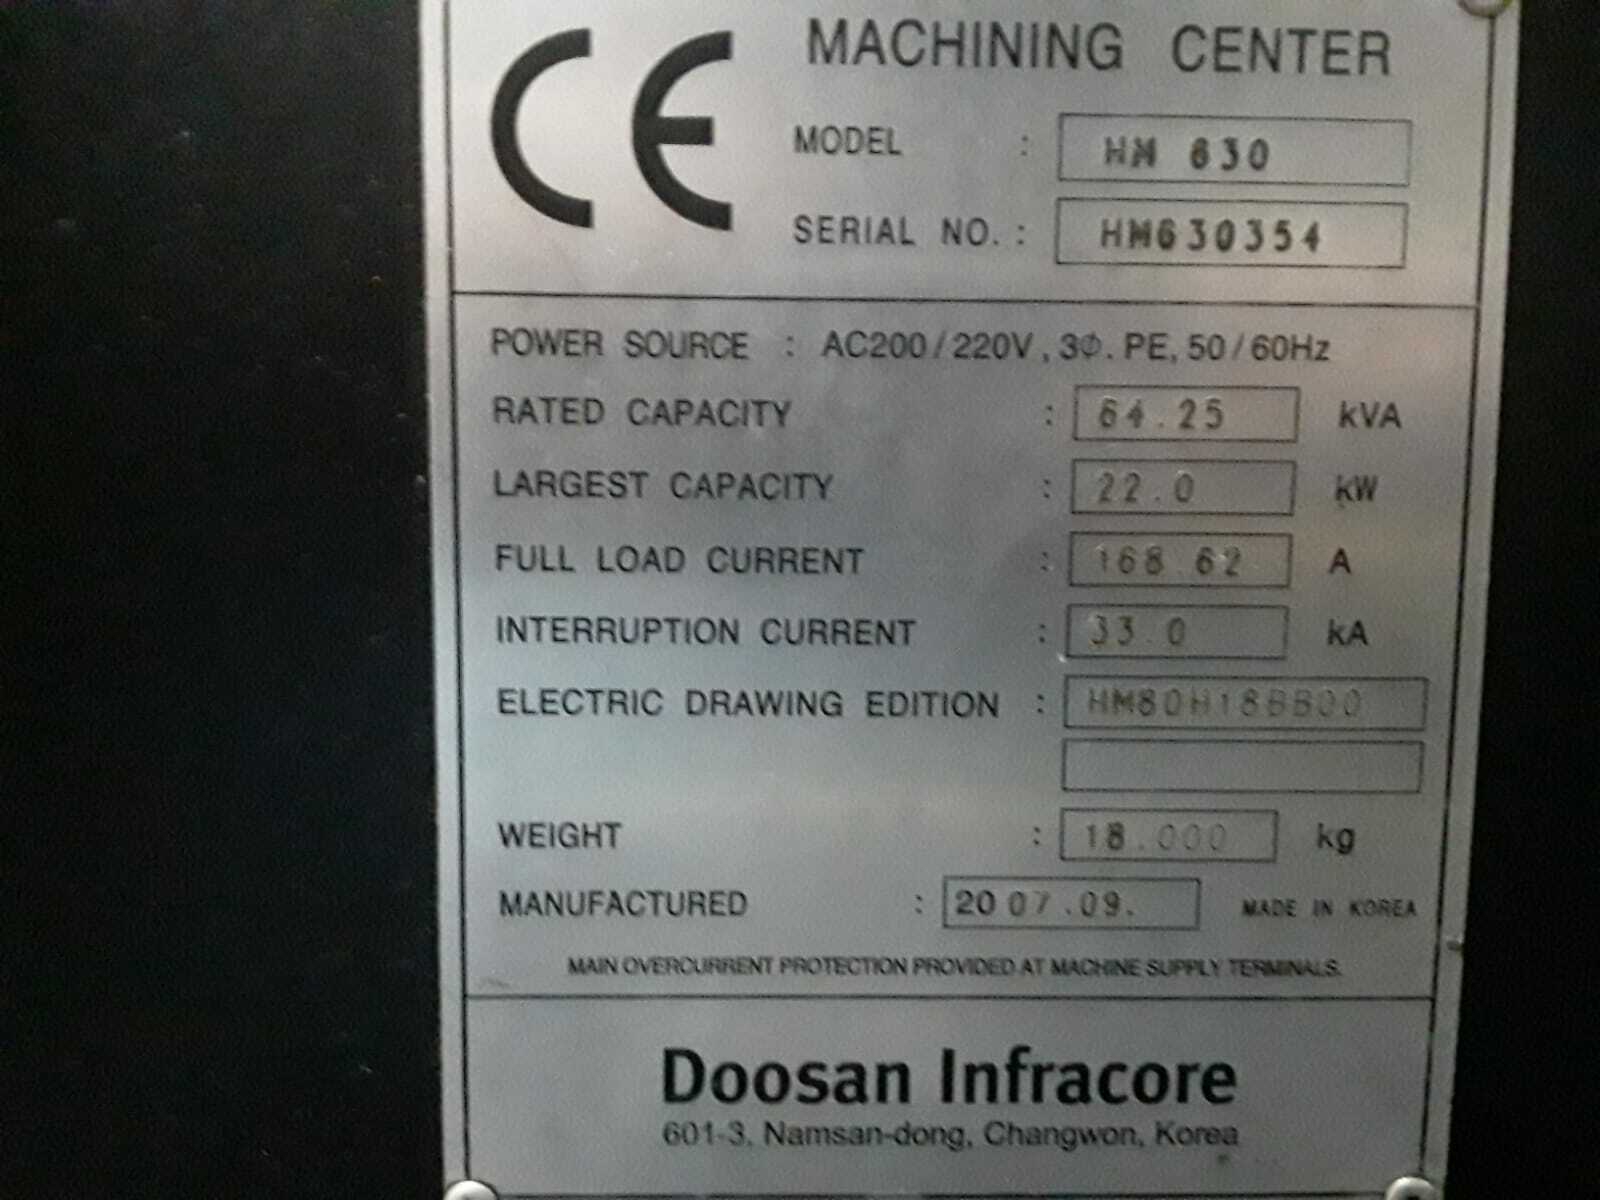 CE
MACHINING CENTER
MODEL : HM 630
SERIAL NO. : HM630354
POWER SOURCE : AC200/220V, 3Φ. PE, 50/60Hz
RATED CAPACITY : 64.25 kVA
LARGEST CAPACITY : 22.0 kW
FULL LOAD CURRENT : 168.62 A
INTERRUPTION CURRENT : 33.0 kA
ELECTRIC DRAWING EDITION : HM80H18BB00
WEIGHT : 18.000 kg
MANUFACTURED : 2007.09. MADE IN KOREA
MAIN OVERCURRENT PROTECTION PROVIDED AT MACHINE SUPPLY TERMINALS.
Doosan Infracore
601-3, Namsan-dong, Changwon, Korea